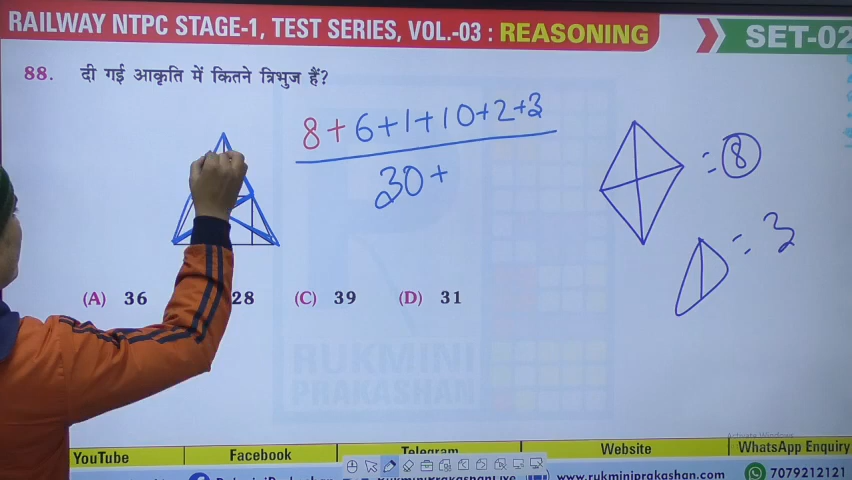 RAILWAY NTPC STAGE-1, TEST SERIES, VOL.-03 : REASONING
SET-02
88. दी गई आकृति में कितने त्रिभुज हैं?
8+6+1+10+2+3
30+
= 8
= 3
(A) 36 28 (C) 39 (D) 31
RUKMINI
PRAKASHAN
Activate Windows
YouTube Facebook Telegram Website WhatsApp Enquiry
www.rukminiprakashan.com 7079212121